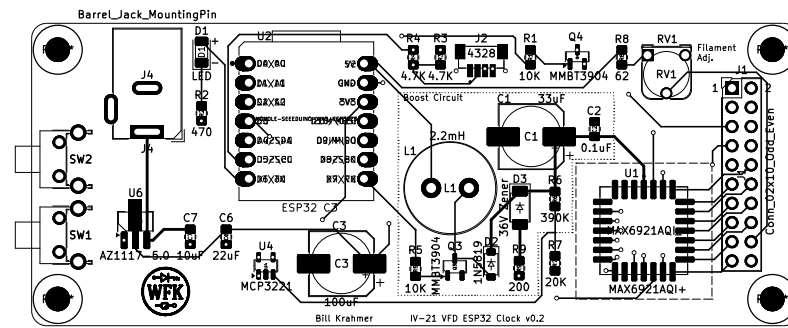 Barrel_Jack_MountingPin
D1
+
D1
LED
R2
470
J4
J4
U2
5V
GND
3V3
ESP32 C3
R4
4.7K
R3
4.7K
J2
4328
R1
10K
Q4
MMBT3904
R8
62
RV1
RV1
Filament
Adj.
J1
1
2
Conn_02x10_Odd_Even
Boost Circuit
C1
33uF
C1
+
C2
0.1uF
2.2mH
L1
L1
SW2
SW1
U6
AZ1117-5.0
C7
10uF
C6
22uF
U4
MCP3221
C3
C3
+
100uF
R5
10K
Q3
MMBT3904
D2
1N5819
D3
36V Zener
R9
200
R6
390K
R7
20K
U1
MAX6921AQI+
MAX6921AQI+
WFK
Bill Krahmer
IV-21 VFD ESP32 Clock v0.2